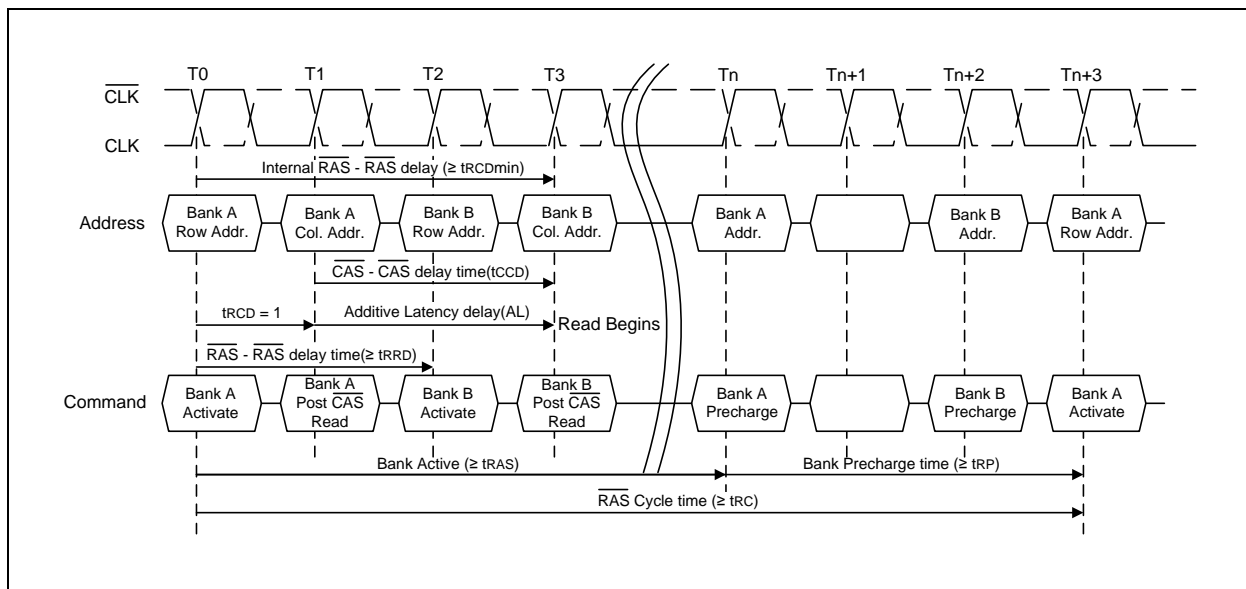 T0 T1 T2 T3 Tn Tn+1 Tn+2 Tn+3
CLK
CLK
Internal RAS - RAS delay (≥ tRCDmin)
Address
Bank A
Row Addr.
Bank A
Col. Addr.
Bank B
Row Addr.
Bank B
Col. Addr.
Bank A
Addr.
Bank B
Addr.
Bank A
Row Addr.
CAS - CAS delay time(tCCD)
tRCD = 1
Additive Latency delay(AL)
Read Begins
RAS - RAS delay time(≥ tRRD)
Command
Bank A
Activate
Bank A
Post CAS
Read
Bank B
Activate
Bank B
Post CAS
Read
Bank A
Precharge
Bank B
Precharge
Bank A
Activate
Bank Active (≥ tRAS)
Bank Precharge time (≥ tRP)
RAS Cycle time (≥ tRC)